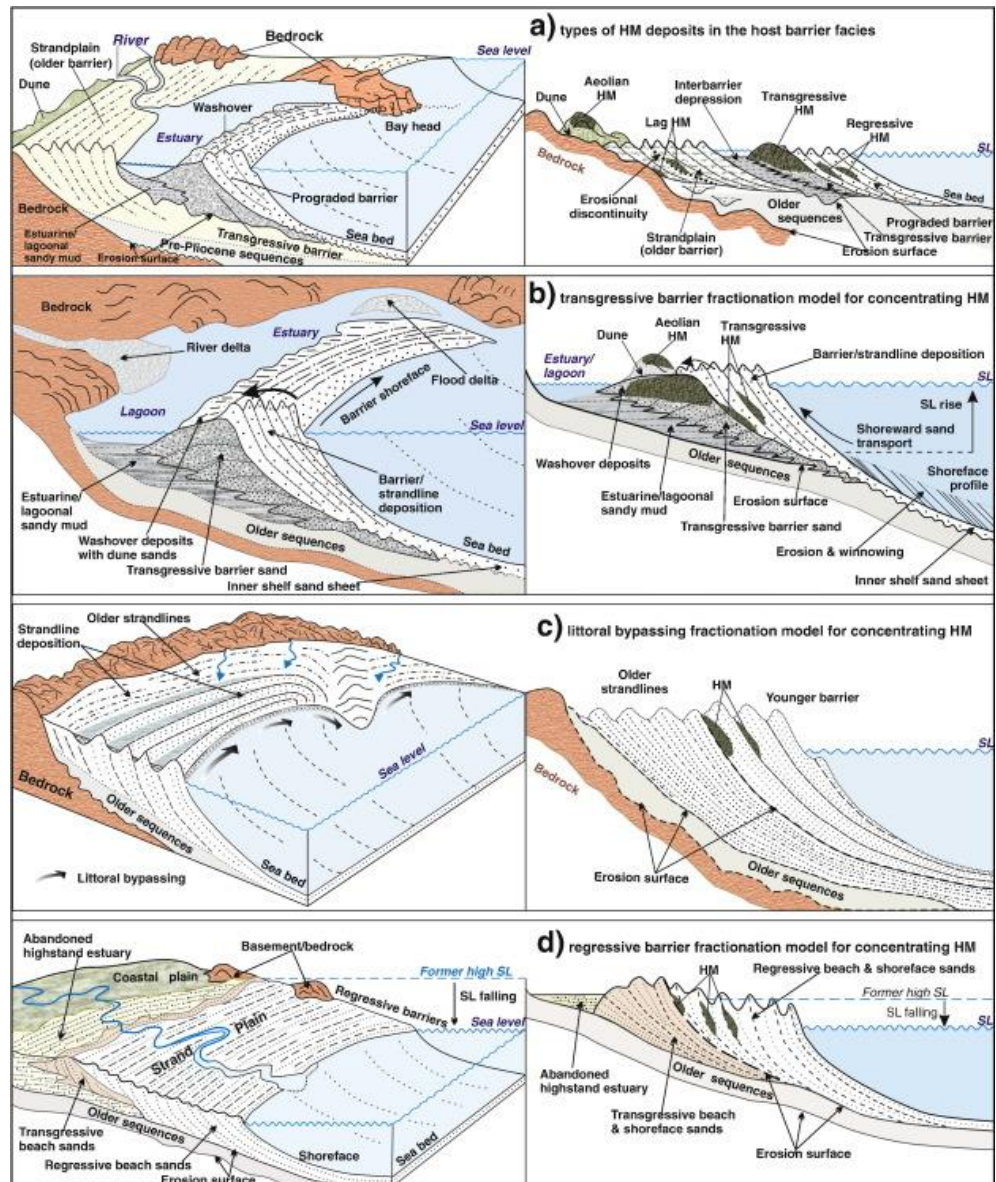 a) types of HM deposits in the host barrier facies
Strandplain
(older barrier)
River
Bedrock
Sea level
Dune
Washover
Estuary
Bay head
Bedrock
Prograded barrier
Sea bed
Estuarine/
lagoonal
sandy mud
Transgressive barrier
Pre-Pliocene sequences
Erosion surface
Dune
Aeolian
HM
Lag HM
Interbarrier
depression
Transgressive
HM
Regressive
HM
SL
Bedrock
Sea bed
Erosional
discontinuity
Older
sequences
Strandplain
(older barrier)
Prograded barrier
Transgressive barrier
Erosion surface
b) transgressive barrier fractionation model for concentrating HM
Bedrock
Estuary
River delta
Flood delta
Lagoon
Barrier shoreface
Sea level
Estuarine/
lagoonal
sandy mud
Barrier/
strandline
deposition
Older sequences
Washover deposits
with dune sands
Sea bed
Transgressive barrier sand
Inner shelf sand sheet
Dune
Aeolian
HM
Transgressive
HM
Barrier/strandline deposition
Estuary/
lagoon
SL
SL rise
Shoreward sand
transport
Washover deposits
Older sequences
Shoreface
profile
Estuarine/lagoonal
sandy mud
Erosion surface
Transgressive barrier sand
Erosion & winnowing
Inner shelf sand sheet
c) littoral bypassing fractionation model for concentrating HM
Older strandlines
Strandline
deposition
Sea level
Bedrock
Older sequences
Sea bed
Littoral bypassing
Older
strandlines
HM
Younger barrier
SL
Bedrock
Erosion surface
Older sequences
d) regressive barrier fractionation model for concentrating HM
Abandoned
highstand estuary
Basement/bedrock
Coastal plain
Former high SL
SL falling
Regressive barriers
Sea level
Strand Plain
Older sequences
Transgressive
beach sands
Regressive beach sands
Erosion surface
Shoreface
Sea bed
HM
Regressive beach & shoreface sands
Former high SL
SL falling
SL
Abandoned
highstand estuary
Older sequences
Transgressive beach
& shoreface sands
Erosion surface